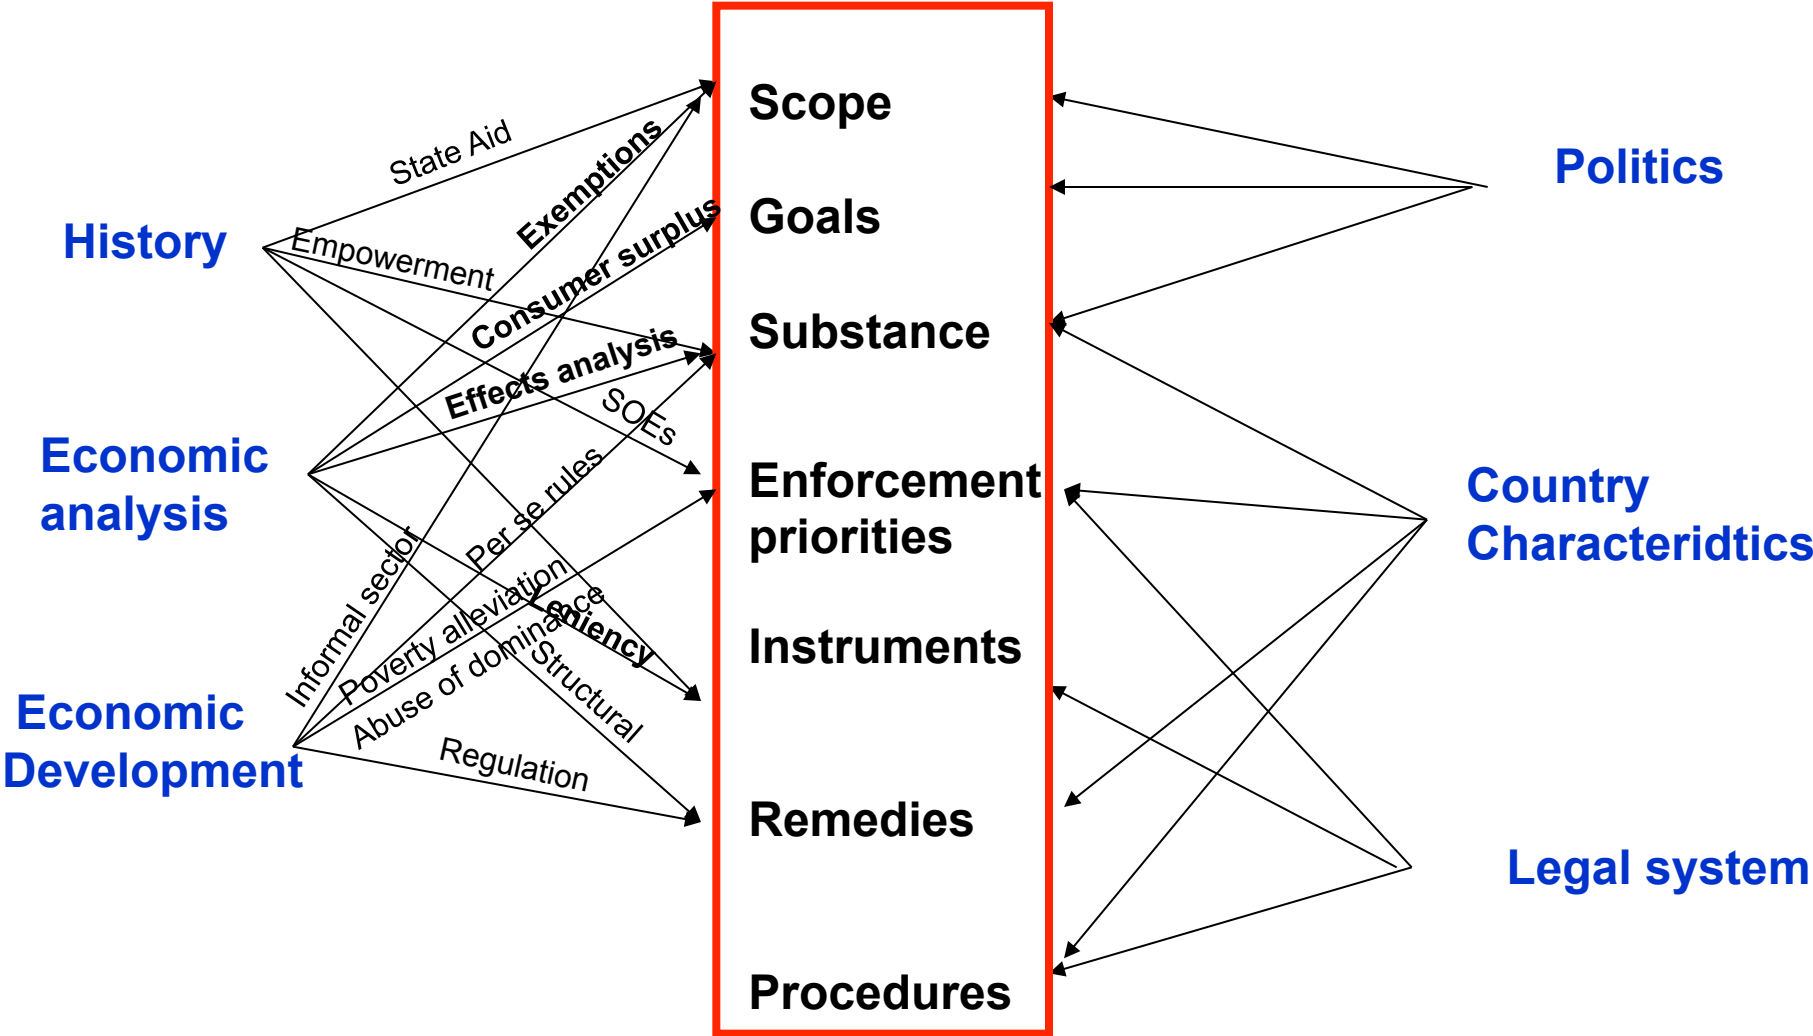 Scope
State Aid
Exemptions
Politics
Consumer surplus
Goals
History
Empowerment
Effects analysis
Substance
SOEs
Economic
analysis
Per se rules
Enforcement
priorities
Country
Characteridtics
Informal sector
Poverty alleviation
Abuse of dominance
Leniency
Structural
Instruments
Economic
Development
Regulation
Remedies
Legal system
Procedures